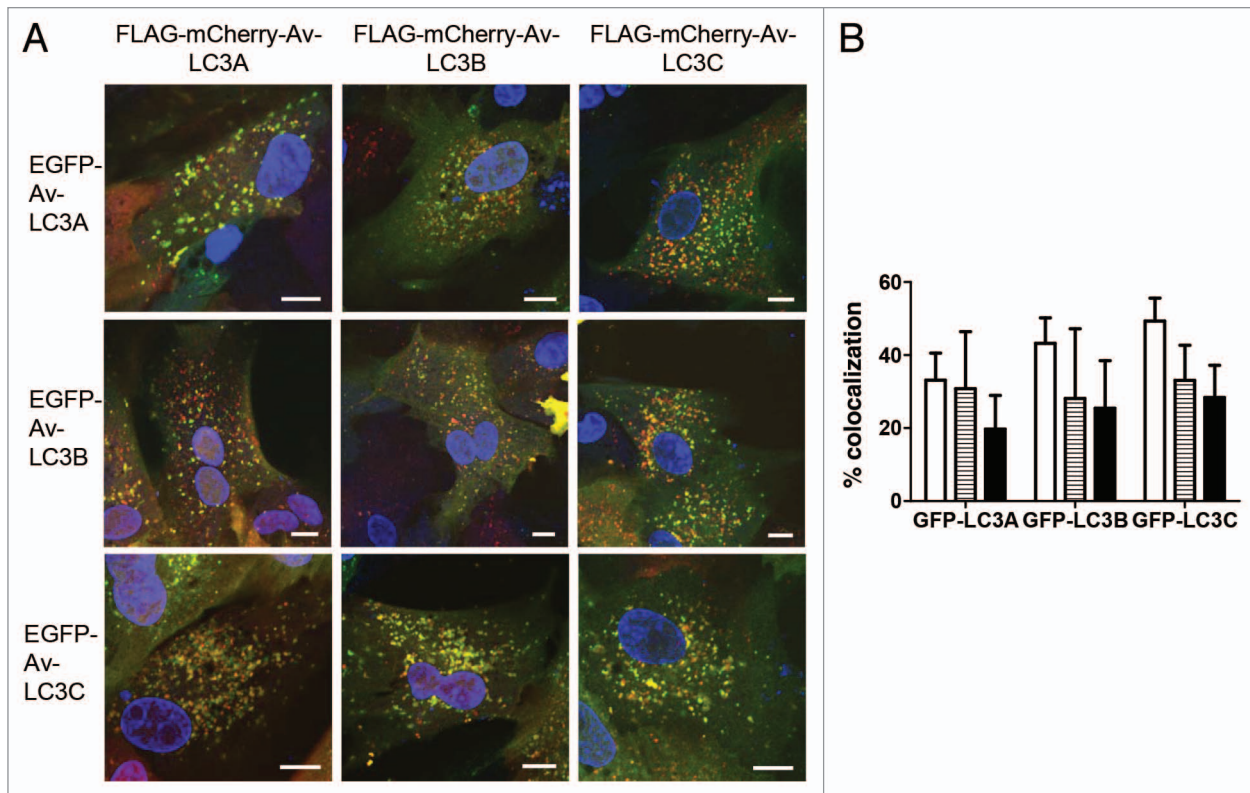 A
FLAG-mCherry-Av-
LC3A
FLAG-mCherry-Av-
LC3B
FLAG-mCherry-Av-
LC3C
EGFP-
Av-
LC3A
EGFP-
Av-
LC3B
EGFP-
Av-
LC3C
B
% colocalization
60
40
20
0
GFP-LC3A GFP-LC3B GFP-LC3C